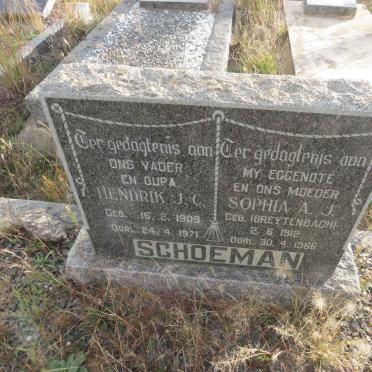 Ter gedagtenis aan
ONS VADER
EN OUPA
HENDRIK J. C.
GEB. 16. 2. 1909
OORL. 24. 4. 1971
Ter gedagtenis aan
MY EGGENOTE
EN ONS MOEDER
SOPHIA A. J.
GEB. (BREYTENBACH)
2. 6. 1912
OORL. 30. 4. 1966
SCHOEMAN